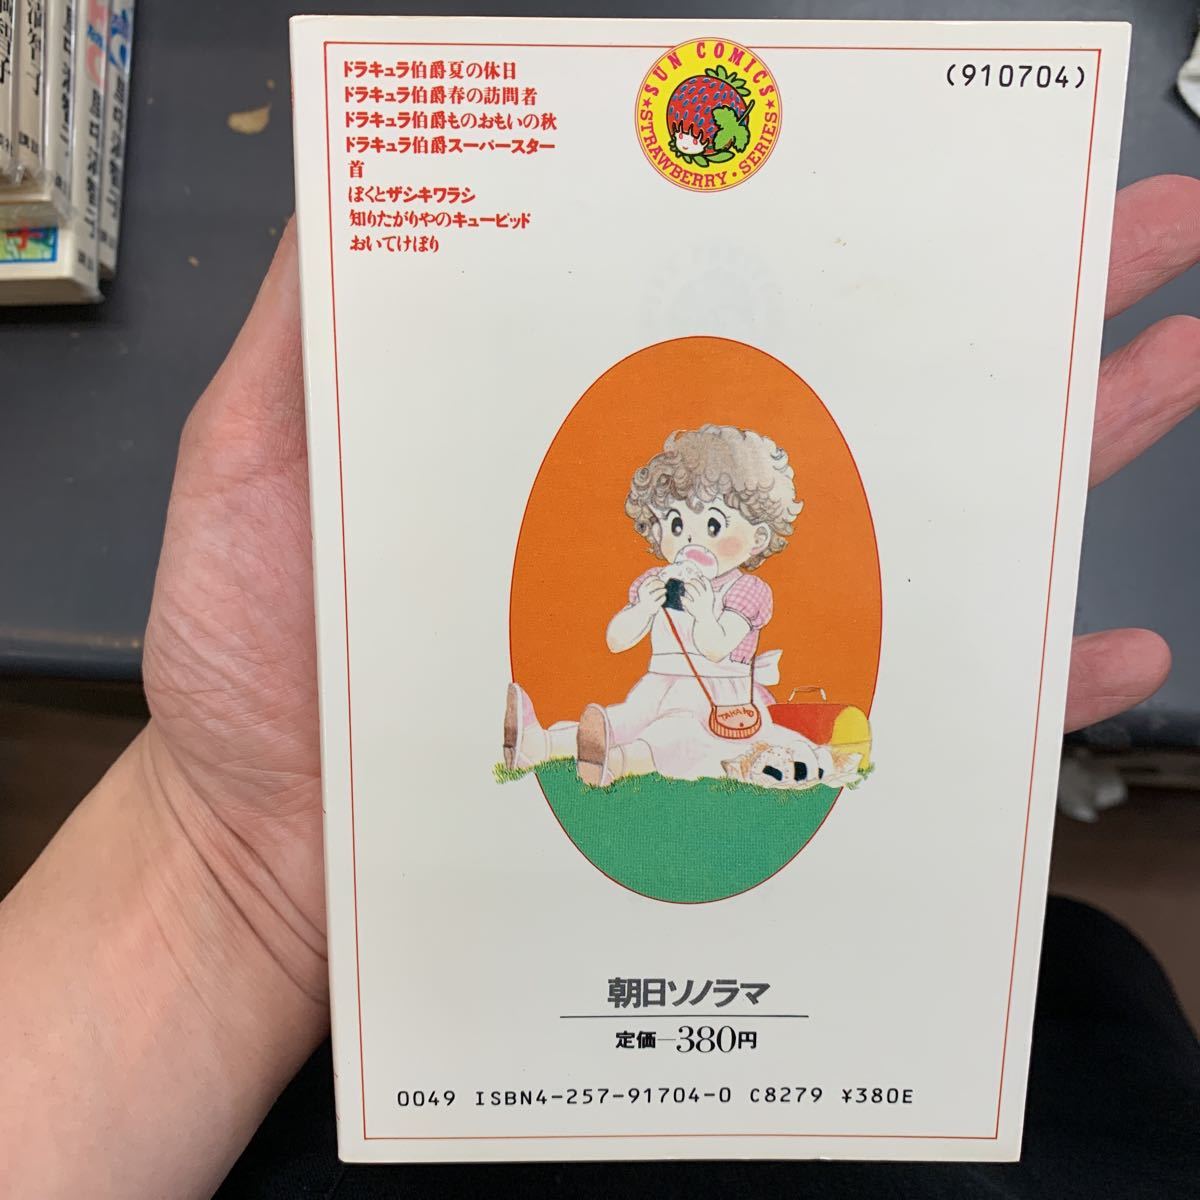 ドラキュラ伯爵夏の休日
ドラキュラ伯爵春の訪問者
ドラキュラ伯爵ものおもいの秋
ドラキュラ伯爵スーパースター
首
ぼくとザシキワラシ
知りたがりやのキューピッド
おいてけぼり
SUN COMICS
★STRAWBERRY・SERIES★
(910704)
TAKAKO
朝日ソノラマ
定価―380円
0049 ISBN4-257-91704-0 C8279 ¥380E